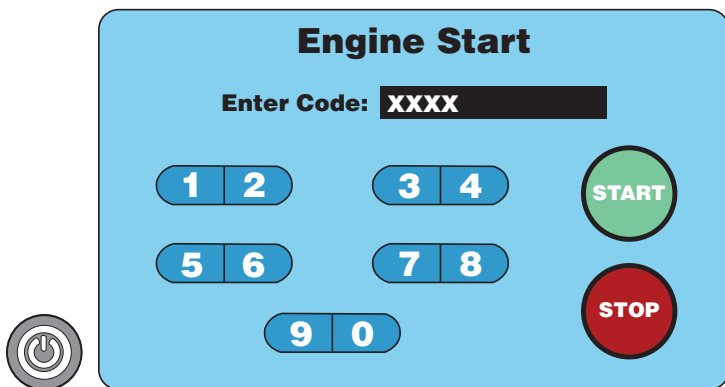 Engine Start
Enter Code: XXXX
1 2 3 4
START
5 6 7 8
STOP
9 0